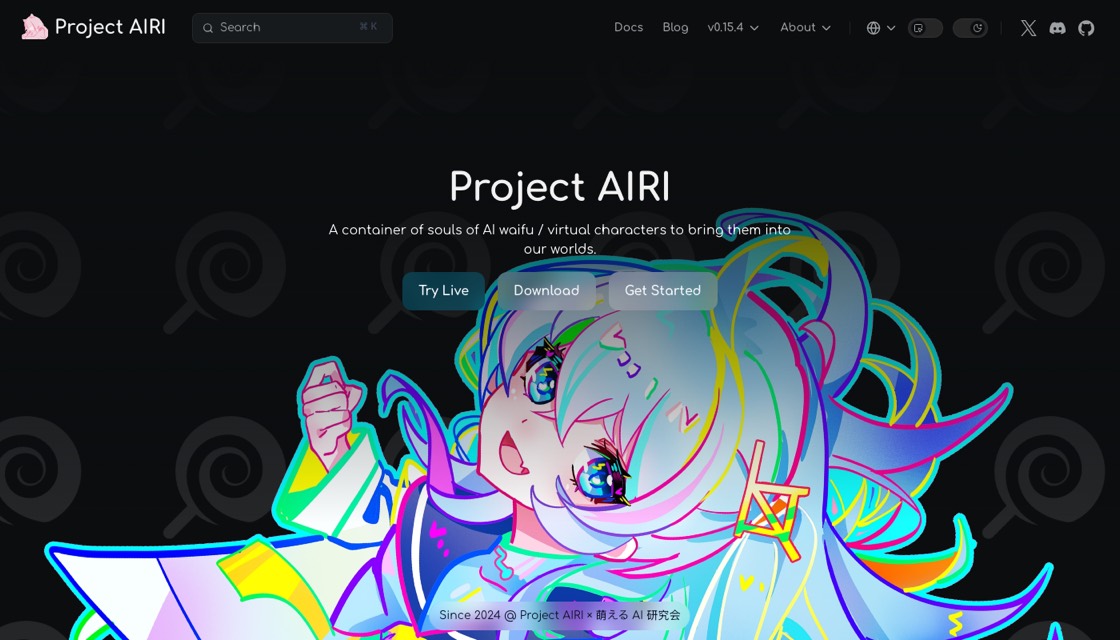 Project AIRI
Search
⌘ K
Docs
Blog
v0.15.4
About
Project AIRI
A container of souls of AI waifu / virtual characters to bring them into
our worlds.
Try Live
Download
Get Started
Since 2024 @ Project AIRI × 萌える AI 研究会